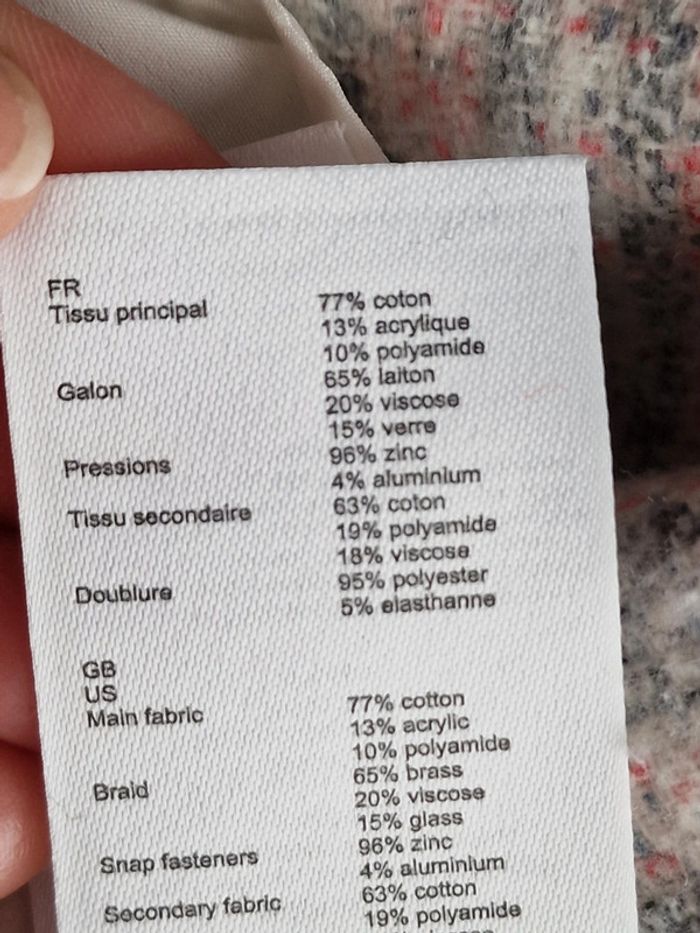 FR
Tissu principal 77% coton
13% acrylique
10% polyamide
Galon 65% laiton
20% viscose
15% verre
Pressions 96% zinc
4% aluminium
Tissu secondaire 63% coton
19% polyamide
18% viscose
Doublure 95% polyester
5% elasthanne
GB
US
Main fabric 77% cotton
13% acrylic
10% polyamide
Braid 65% brass
20% viscose
15% glass
Snap fasteners 96% zinc
4% aluminium
Secondary fabric 63% cotton
19% polyamide